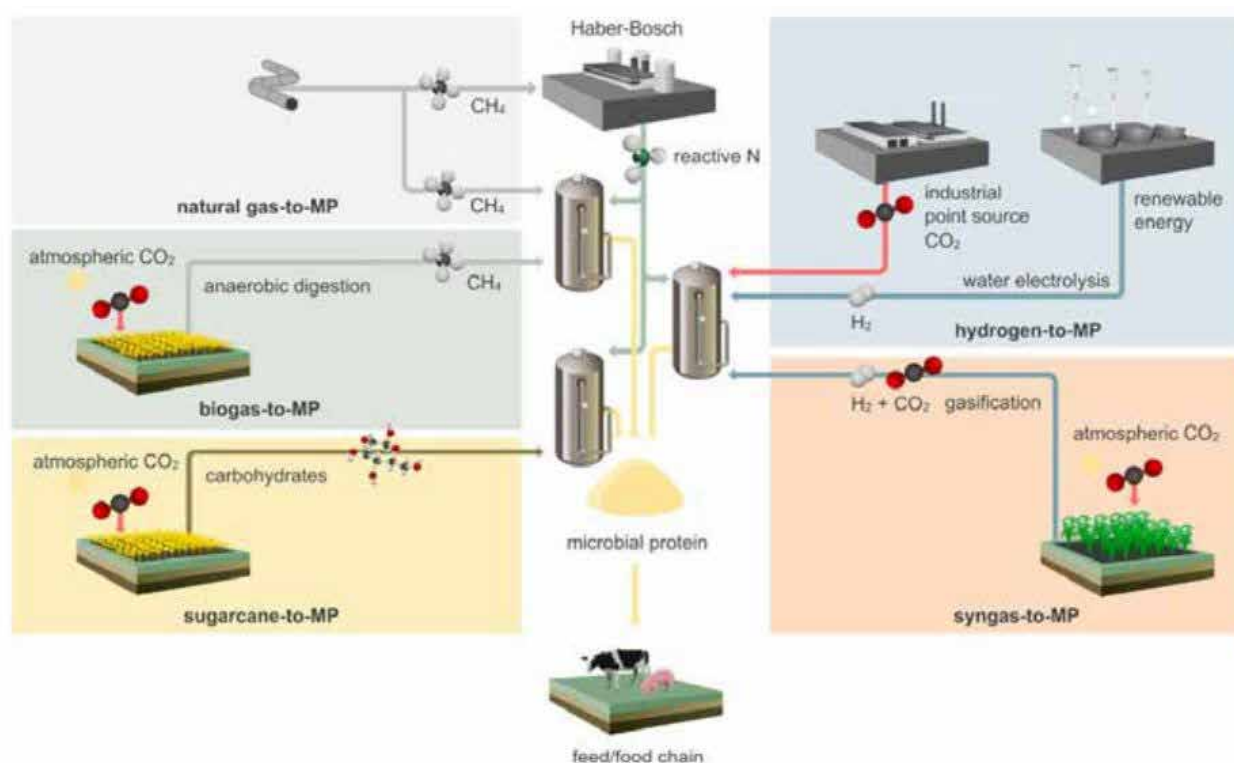 Haber-Bosch
CH₄
reactive N
natural gas-to-MP
CH₄
industrial
point source
CO₂
renewable
energy
atmospheric CO₂
anaerobic digestion
CH₄
water electrolysis
H₂
hydrogen-to-MP
biogas-to-MP
H₂ + CO₂
gasification
atmospheric CO₂
carbohydrates
atmospheric CO₂
microbial protein
sugarcane-to-MP
syngas-to-MP
feed/food chain